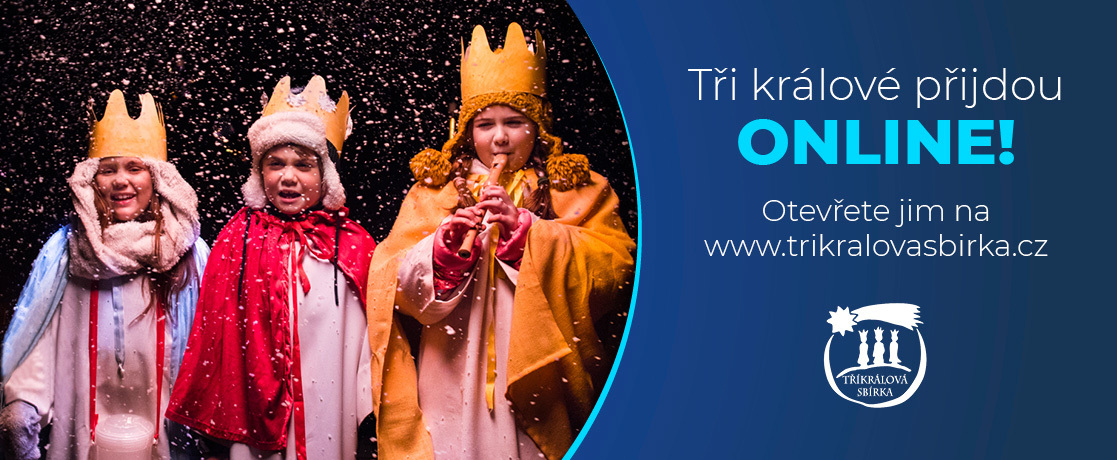 Tři králové přijdou
ONLINE!
Otevřete jim na
www.trikralovasbirka.cz
TŘÍKRÁLOVÁ
SBÍRKA